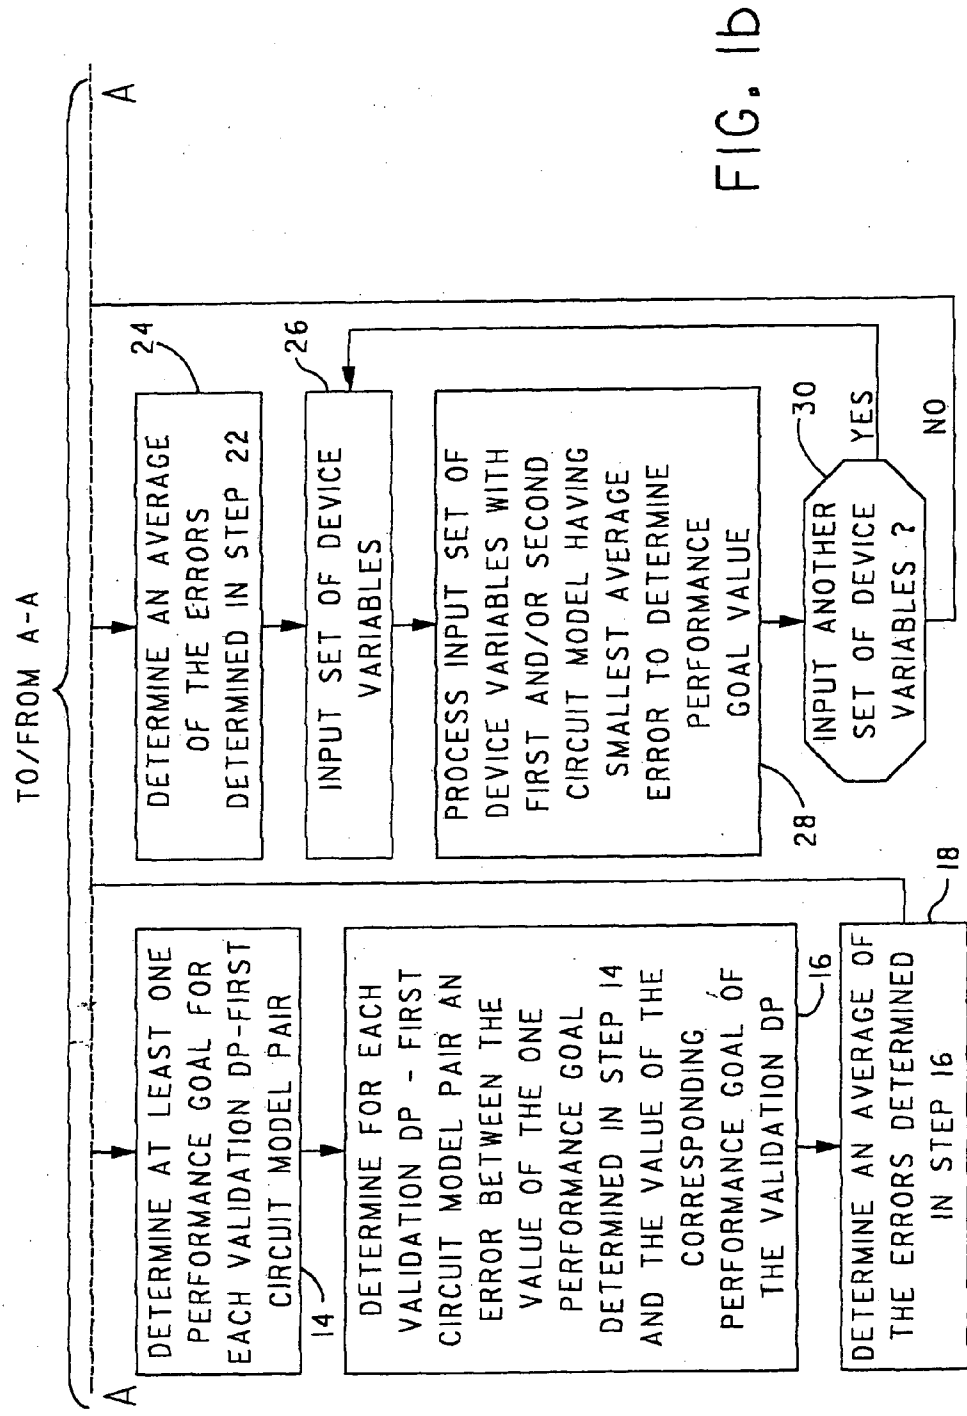 TO/FROM A-A
A
A
DETERMINE AT LEAST ONE
PERFORMANCE GOAL FOR
EACH VALIDATION DP-FIRST
CIRCUIT MODEL PAIR
14
DETERMINE FOR EACH
VALIDATION DP - FIRST
CIRCUIT MODEL PAIR AN
ERROR BETWEEN THE
VALUE OF THE ONE
PERFORMANCE GOAL
DETERMINED IN STEP 14
AND THE VALUE OF THE
CORRESPONDING
PERFORMANCE GOAL OF
THE VALIDATION DP
16
DETERMINE AN AVERAGE OF
THE ERRORS DETERMINED
IN STEP 16
18
DETERMINE AN AVERAGE
OF THE ERRORS
DETERMINED IN STEP 22
24
INPUT SET OF DEVICE
VARIABLES
26
PROCESS INPUT SET OF
DEVICE VARIABLES WITH
FIRST AND/OR SECOND
CIRCUIT MODEL HAVING
SMALLEST AVERAGE
ERROR TO DETERMINE
PERFORMANCE
GOAL VALUE
28
INPUT ANOTHER
SET OF DEVICE
VARIABLES ?
30
YES
NO
FIG. 1b